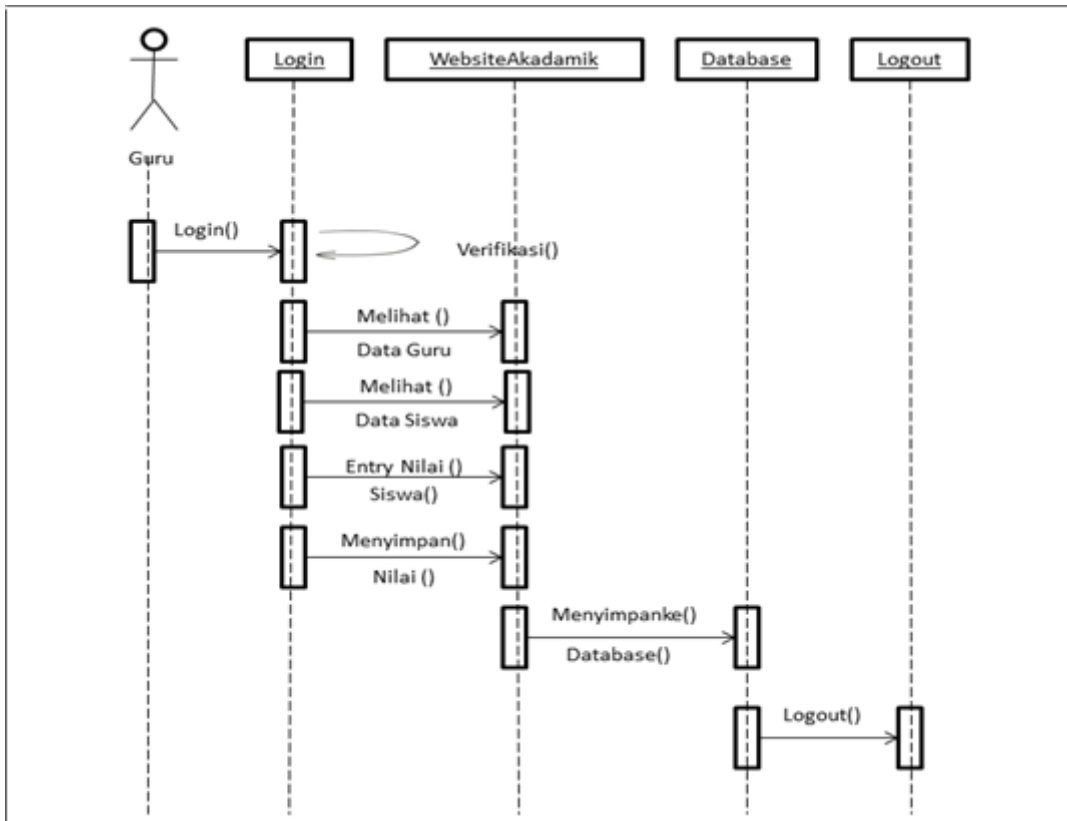 Login
WebsiteAkadamik
Database
Logout
Guru
Login()
Verifikasi()
Melihat ()
Data Guru
Melihat ()
Data Siswa
Entry Nilai ()
Siswa()
Menyimpan()
Nilai ()
Menyimpanke()
Database()
Logout()